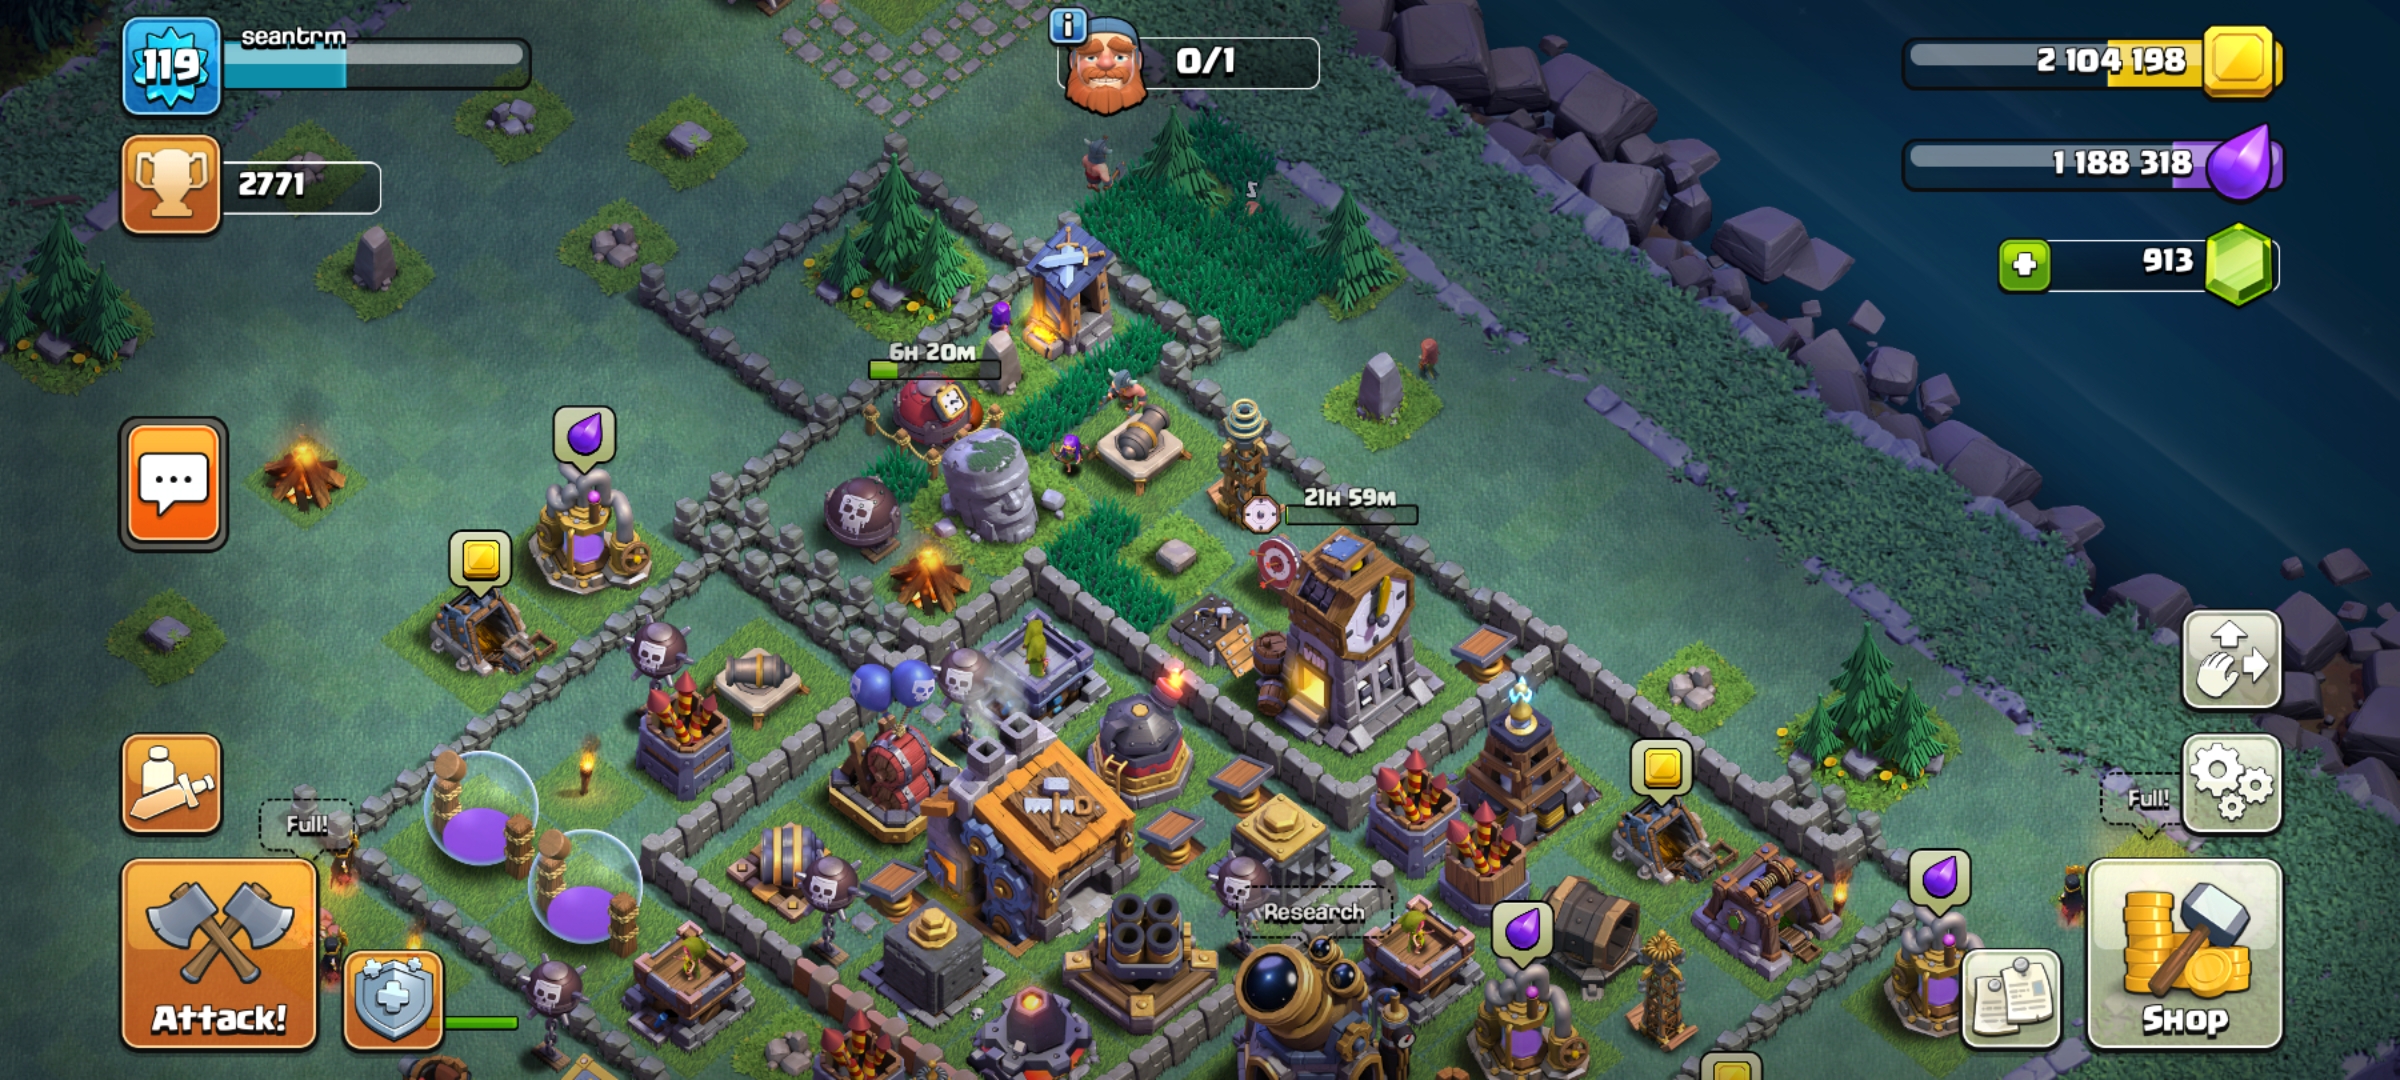 119
seantrm
i
0/1
2 104 198
2771
1 188 318
913
6H 20M
21H 59M
Full!
Full!
Research
Attack!
Shop